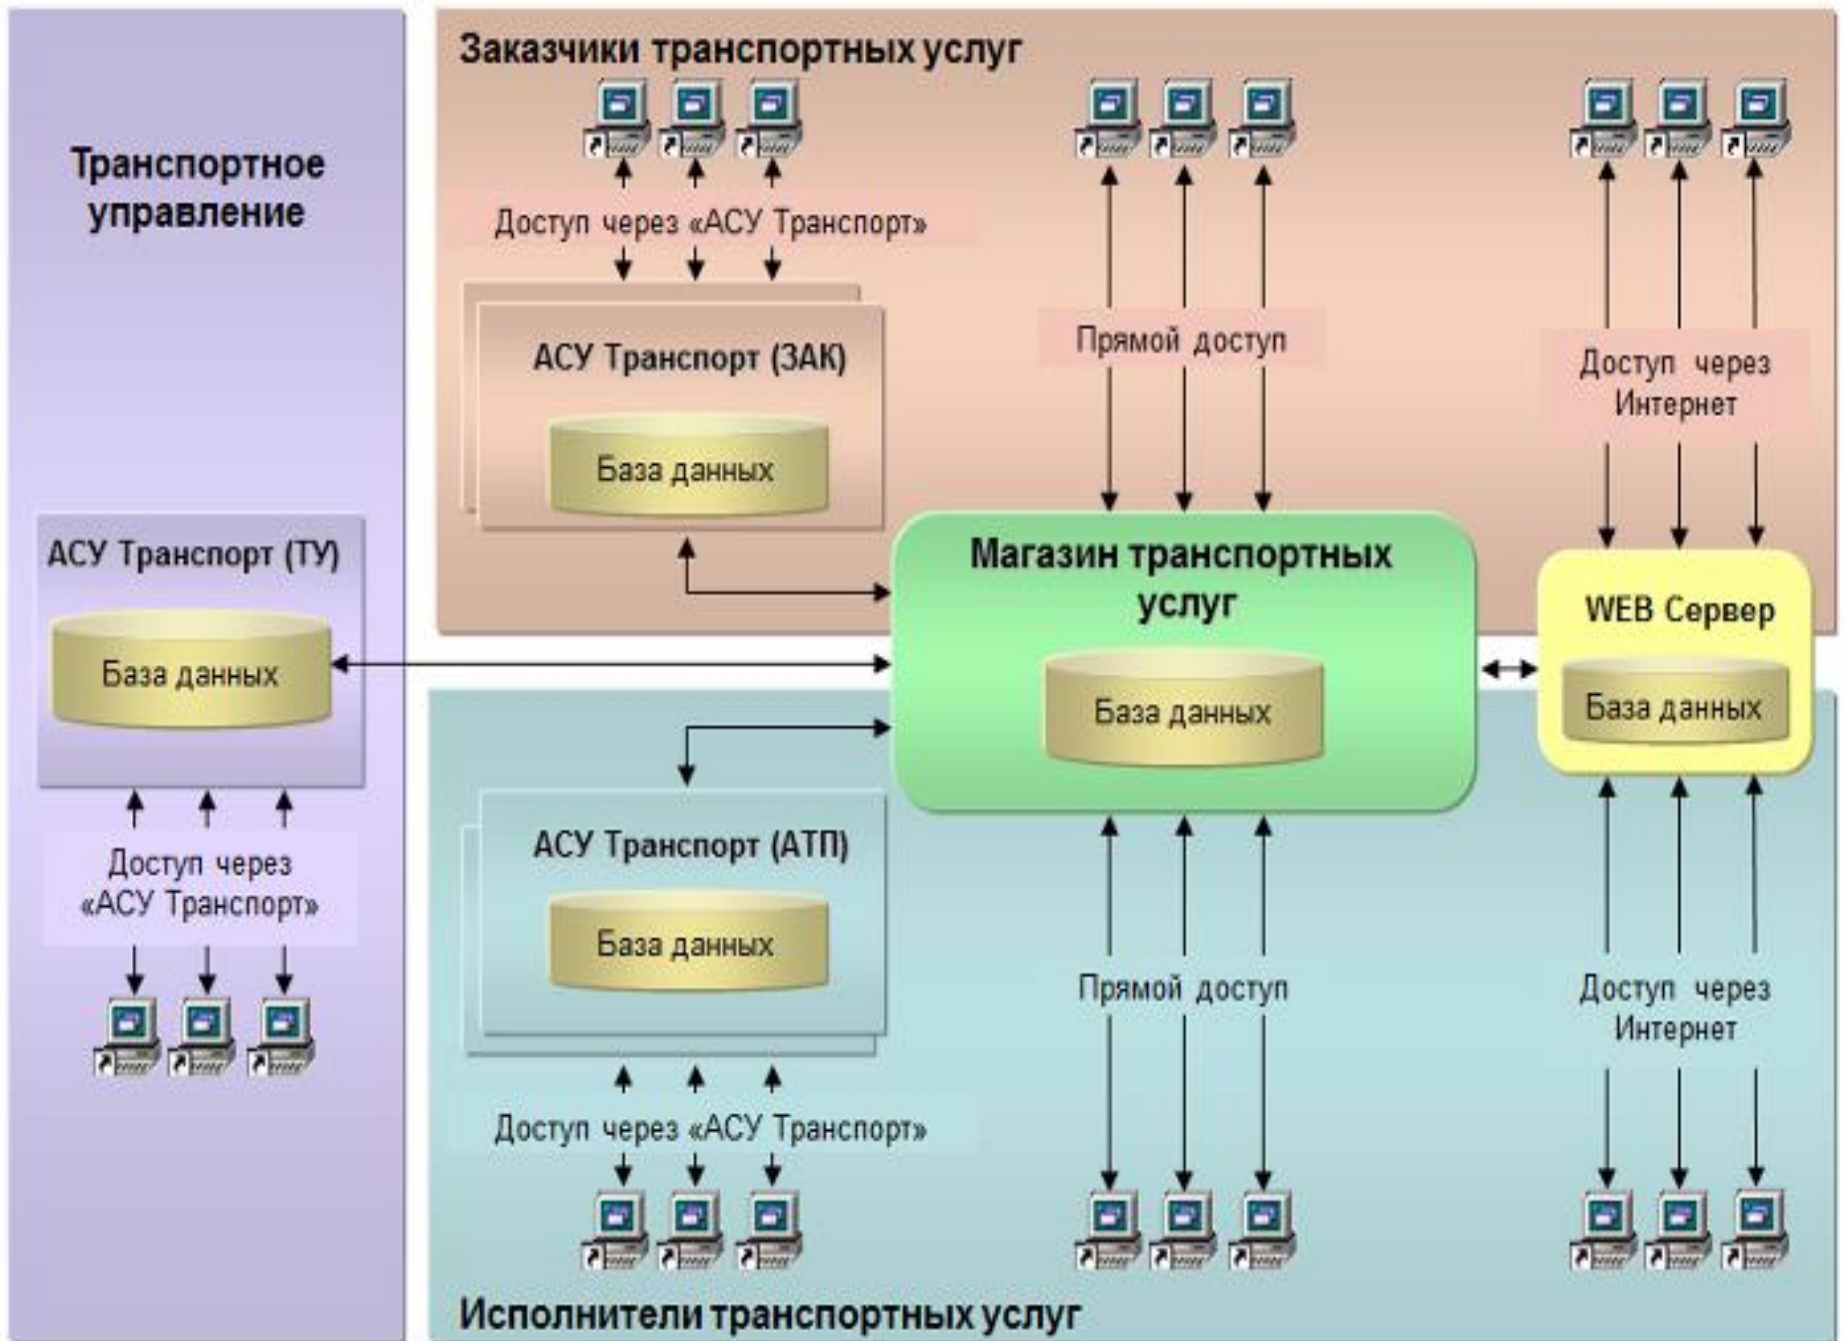 Транспортное
управление
АСУ Транспорт (ТУ)
База данных
Доступ через
«АСУ Транспорт»
Заказчики транспортных услуг
Доступ через «АСУ Транспорт»
АСУ Транспорт (ЗАК)
База данных
Прямой доступ
Доступ через
Интернет
Магазин транспортных
услуг
База данных
WEB Сервер
База данных
АСУ Транспорт (АТП)
База данных
Доступ через «АСУ Транспорт»
Прямой доступ
Доступ через
Интернет
Исполнители транспортных услуг